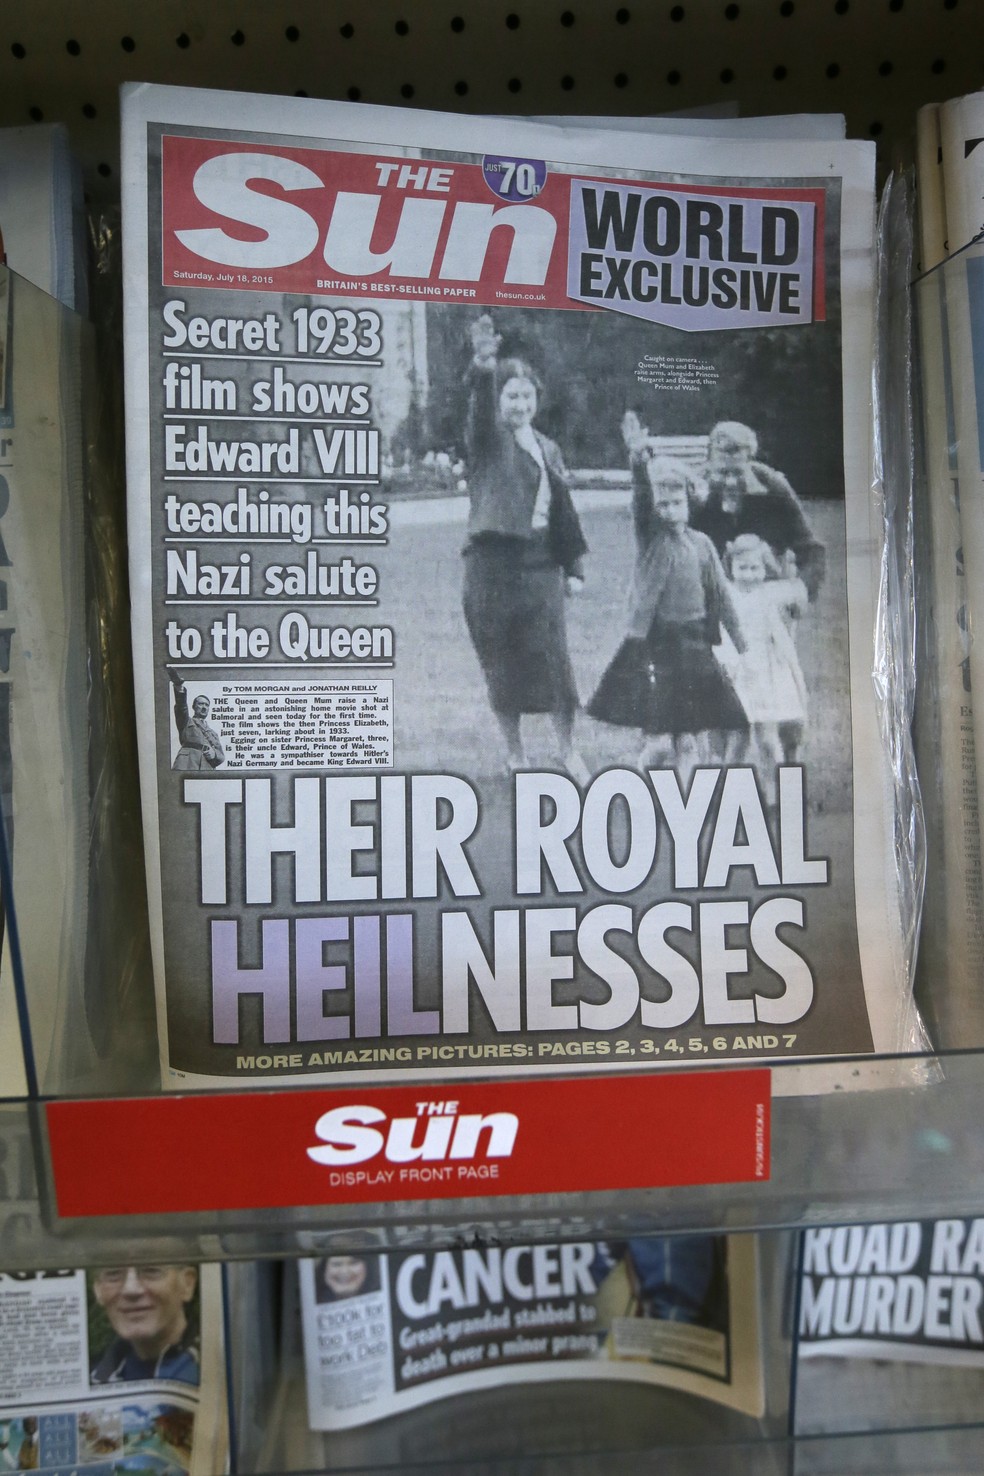 THE
Sun
JUST 70p
WORLD
EXCLUSIVE
Saturday, July 18, 2015
BRITAIN'S BEST-SELLING PAPER
thesun.co.uk
Secret 1933
film shows
Edward VIII
teaching this
Nazi salute
to the Queen
Caught on camera ...
Queen Mum and Elizabeth
raise arms, alongside Princess
Margaret and Edward, then
Prince of Wales
By TOM MORGAN and JONATHAN REILLY
THE Queen and Queen Mum raise a Nazi
salute in an astonishing home movie shot at
Balmoral and seen today for the first time.
The film shows the then Princess Elizabeth,
just seven, larking about in 1933.
Egging on sister Princess Margaret, three,
is their uncle Edward, Prince of Wales.
He was a sympathiser towards Hitler's
Nazi Germany and became King Edward VIII.
THEIR ROYAL
HEILNESSES
MORE AMAZING PICTURES: PAGES 2, 3, 4, 5, 6 AND 7
THE
Sun
DISPLAY FRONT PAGE
CANCER
Great-grandad stabbed to
death over a minor prang
£100k
too fat to
work Deb
ROAD RA
MURDER